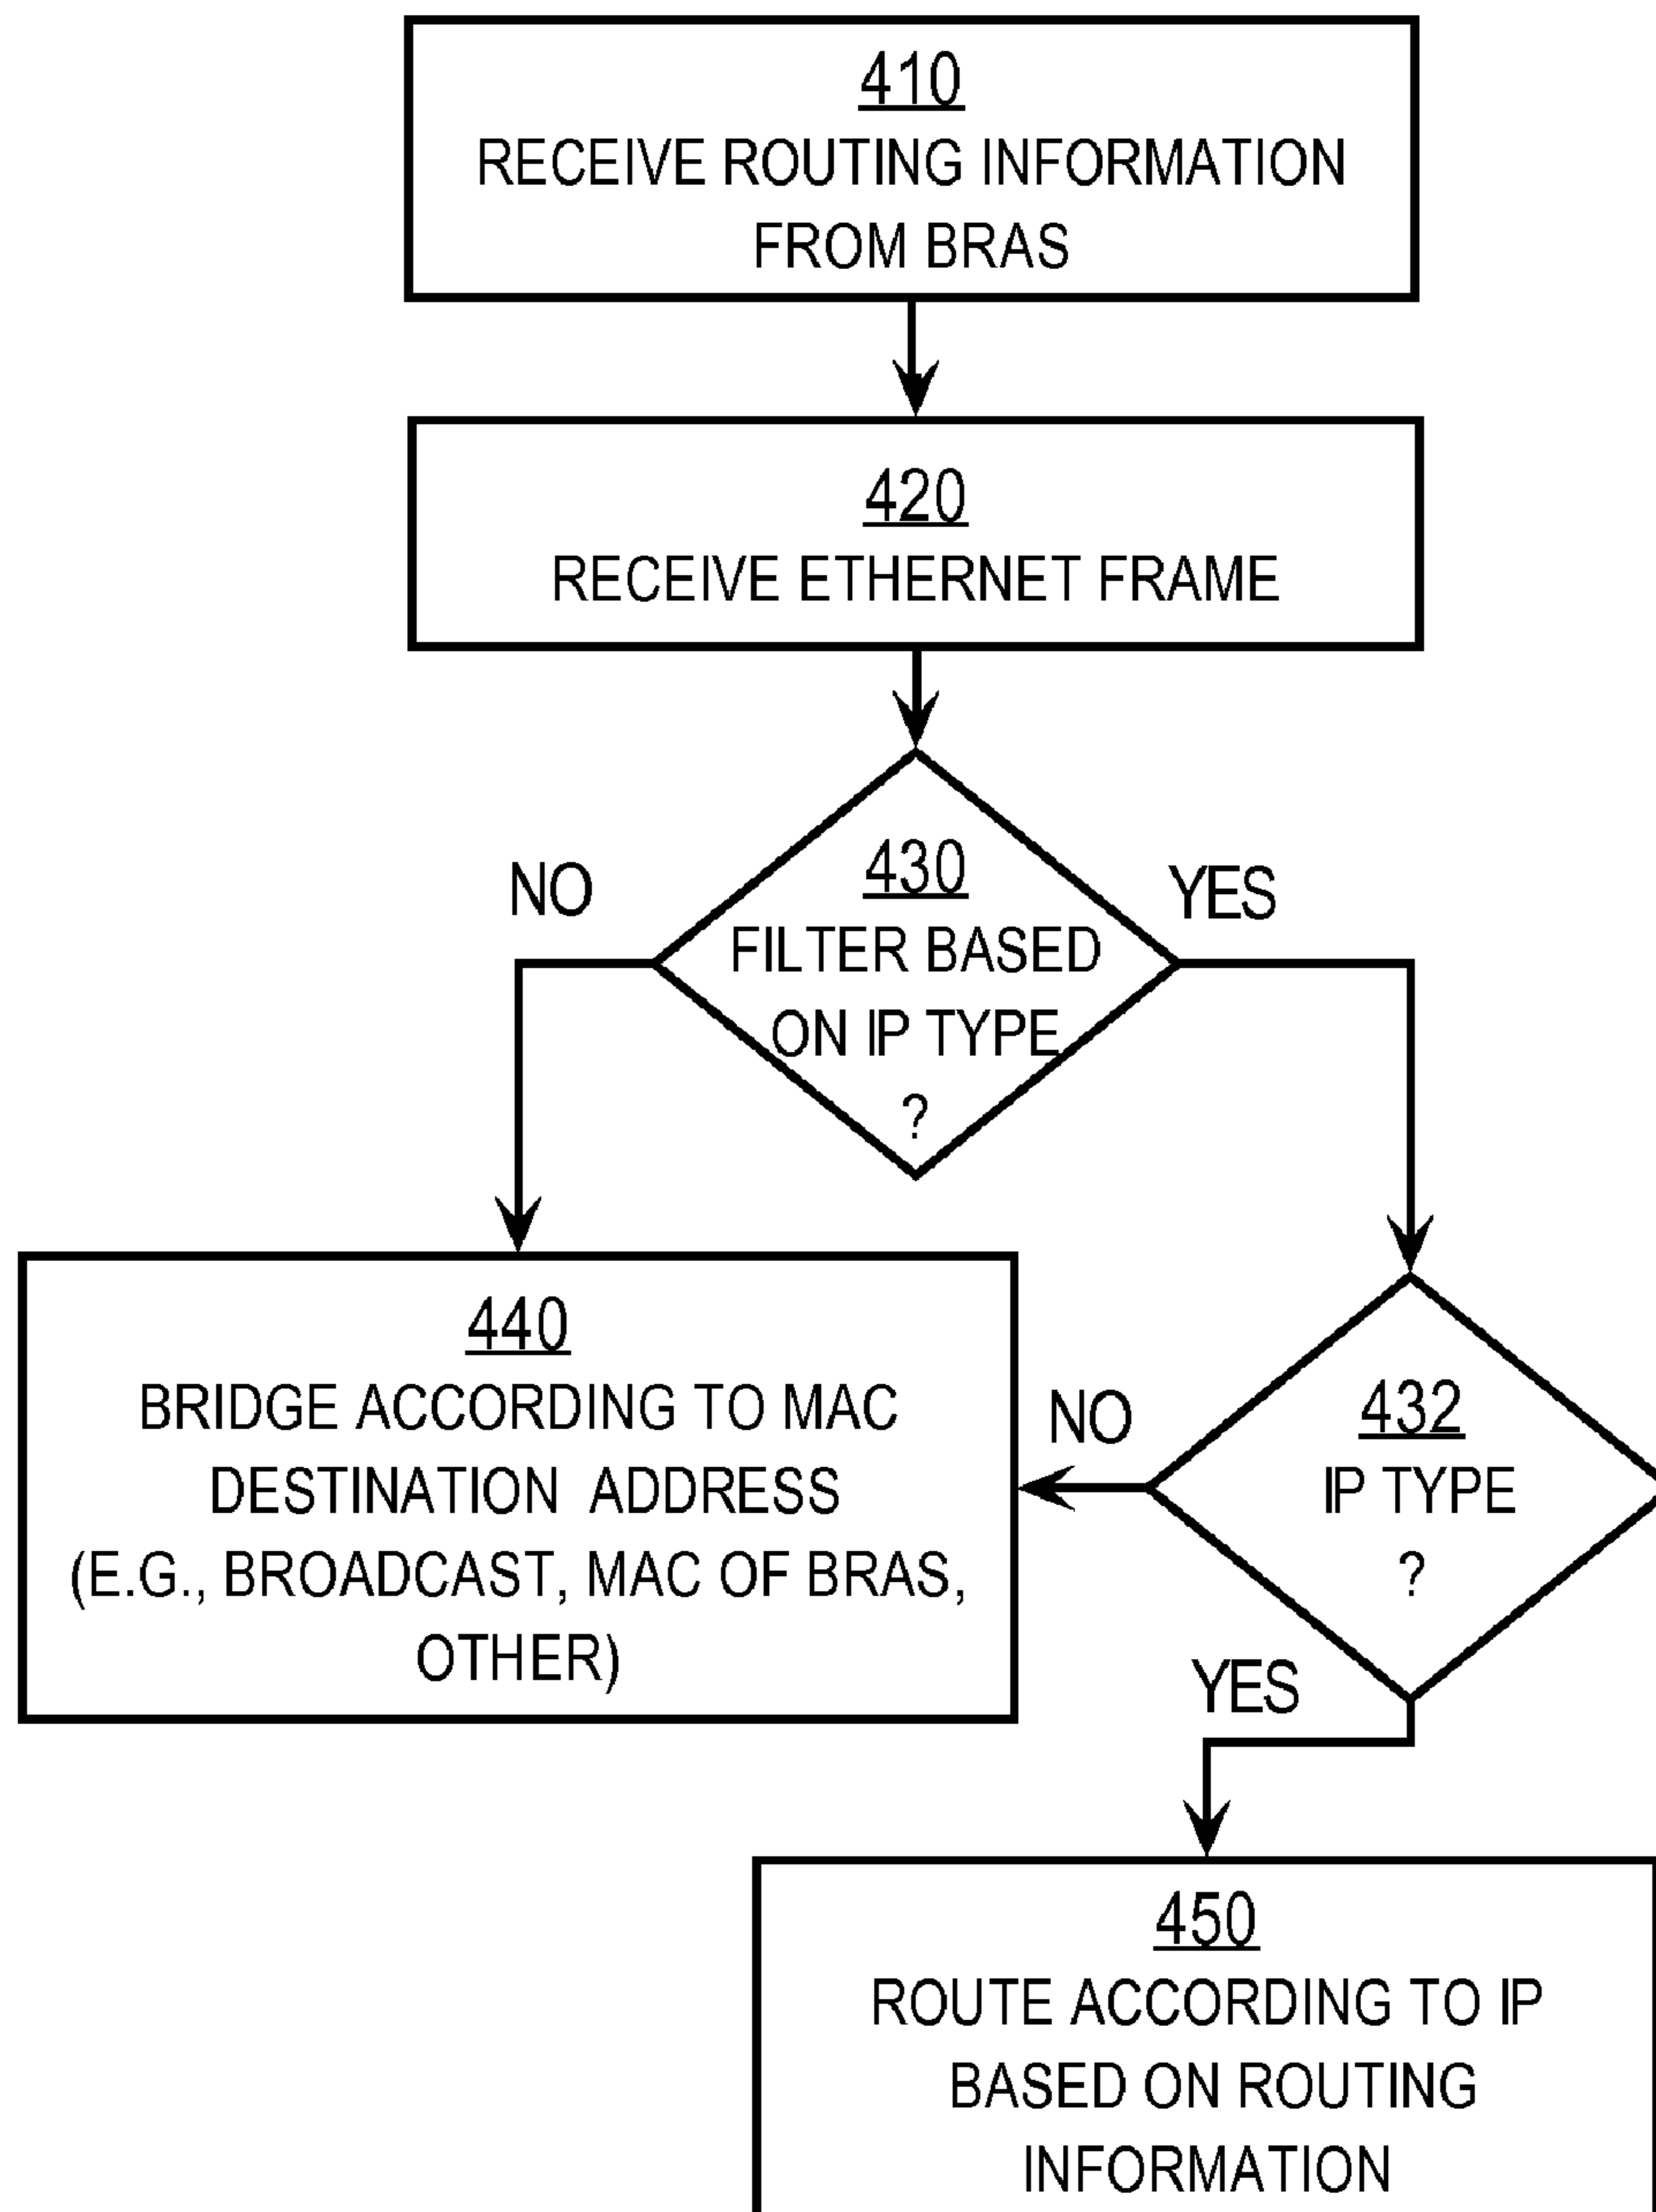 410
RECEIVE ROUTING INFORMATION
FROM BRAS
420
RECEIVE ETHERNET FRAME
NO
YES
430
FILTER BASED
ON IP TYPE
?
440
BRIDGE ACCORDING TO MAC
DESTINATION ADDRESS
(E.G., BROADCAST, MAC OF BRAS,
OTHER)
NO
432
IP TYPE
?
YES
450
ROUTE ACCORDING TO IP
BASED ON ROUTING
INFORMATION